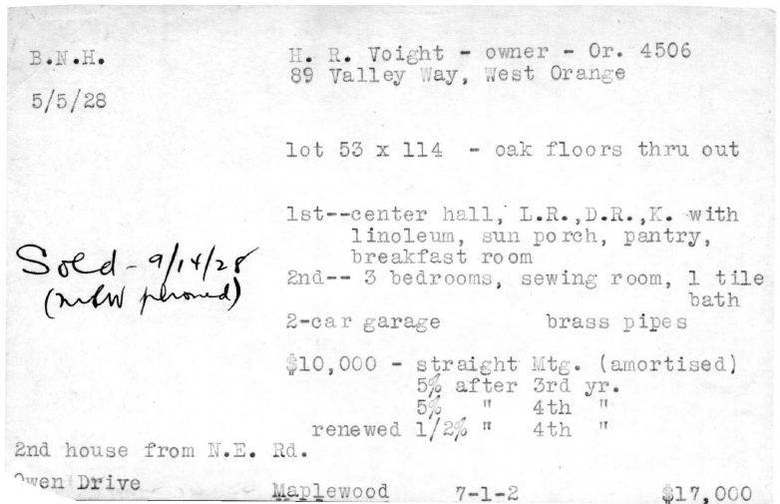 B.N.H.
H. R. Voight - owner - Or. 4506
89 Valley Way, West Orange
5/5/28
lot 53 x 114 - oak floors thru out
1st--center hall, L.R.,D.R.,K. with
linoleum, sun porch, pantry,
breakfast room
2nd-- 3 bedrooms, sewing room, 1 tile
bath
Sold - 9/14/28
phoned)
2-car garage brass pipes
$10,000 - straight Mtg. (amortised)
5% after 3rd yr.
5% " 4th "
renewed 1/2% " 4th "
2nd house from N.E. Rd.
Owen Drive Maplewood 7-1-2 $17,000